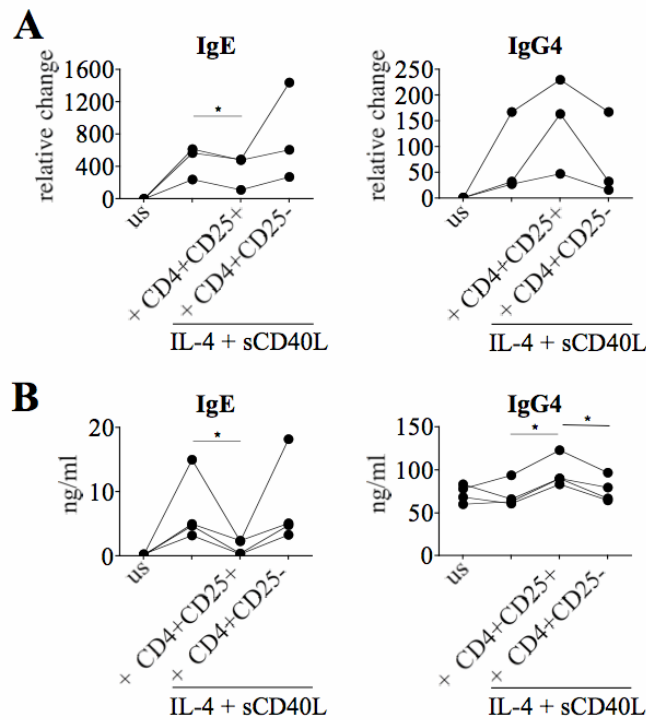 A
IgE
IgG4
relative change
1600
1200
800
400
0
*
us
+ CD4+CD25+
+ CD4+CD25-
IL-4 + sCD40L
relative change
250
200
150
100
50
0
us
+ CD4+CD25+
+ CD4+CD25-
IL-4 + sCD40L
B
IgE
IgG4
ng/ml
20
10
0
*
us
+ CD4+CD25+
+ CD4+CD25-
IL-4 + sCD40L
ng/ml
150
100
50
0
*
*
us
+ CD4+CD25+
+ CD4+CD25-
IL-4 + sCD40L